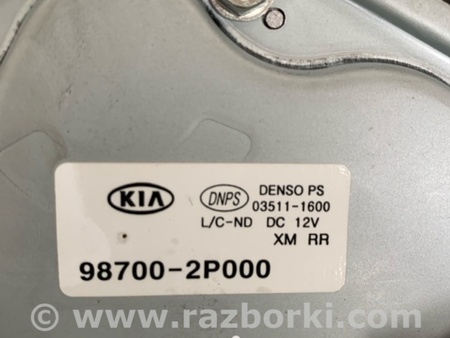 KIA DNPS DENSO PS
03511-1600
L/C-ND DC 12V
XM RR
98700-2P000
© www.razborki.com